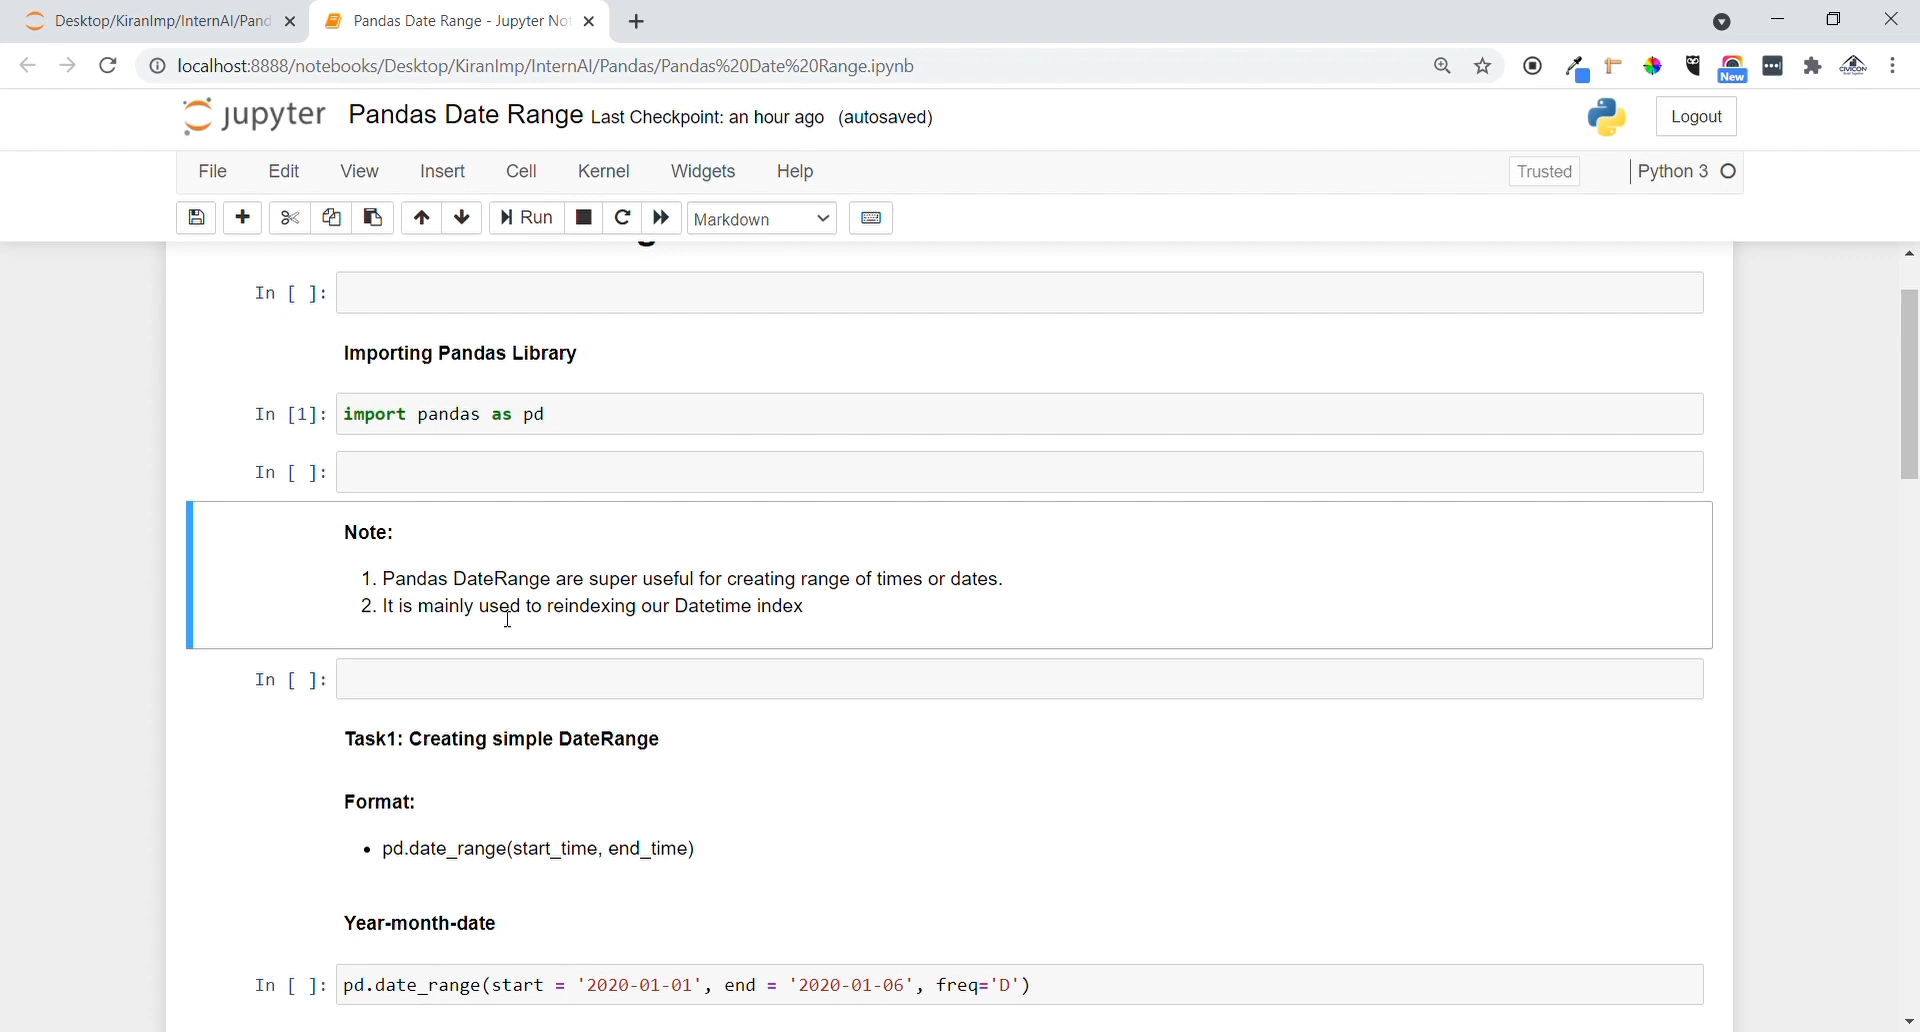 Desktop/KiranImp/InternAI/Pand
Pandas Date Range - Jupyter No
localhost:8888/notebooks/Desktop/KiranImp/InternAI/Pandas/Pandas%20Date%20Range.ipynb
New
CIVICON
jupyter Pandas Date Range Last Checkpoint: an hour ago (autosaved)
Logout
File Edit View Insert Cell Kernel Widgets Help Trusted Python 3
Run Markdown
In [ ]:
Importing Pandas Library
In [1]: import pandas as pd
In [ ]:
Note:
1. Pandas DateRange are super useful for creating range of times or dates.
2. It is mainly used to reindexing our Datetime index
In [ ]:
Task1: Creating simple DateRange
Format:
• pd.date_range(start_time, end_time)
Year-month-date
In [ ]: pd.date_range(start = '2020-01-01', end = '2020-01-06', freq='D')